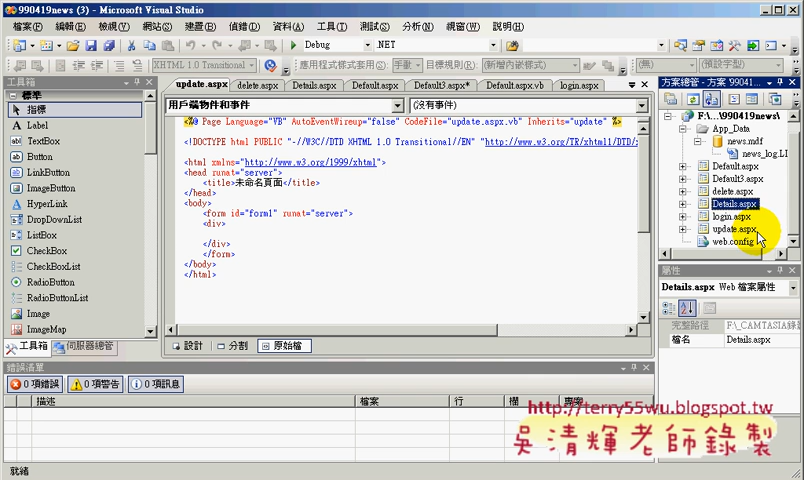 990419news (3) - Microsoft Visual Studio
檔案(F) 編輯(E) 檢視(V) 網站(S) 建置(B) 偵錯(D) 資料(A) 工具(T) 測試(S) 分析(N) 視窗(W) 說明(H)
Debug .NET
XHTML 1.0 Transitional 應用程式樣式套用: 手動 目標規則(R): (新增內嵌樣式) (無) (預設字型)
工具箱
標準
指標
Label
TextBox
Button
LinkButton
ImageButton
HyperLink
DropDownList
ListBox
CheckBox
CheckBoxList
RadioButton
RadioButtonList
Image
ImageMap
工具箱 伺服器總管
update.aspx delete.aspx Details.aspx Default.aspx Default3.aspx* Default.aspx.vb login.aspx
用戶端物件和事件 (沒有事件)
<%@ Page Language="VB" AutoEventWireup="false" CodeFile="update.aspx.vb" Inherits="update" %>
<!DOCTYPE html PUBLIC "-//W3C//DTD XHTML 1.0 Transitional//EN" "http://www.w3.org/TR/xhtml1/DTD/
<html xmlns="http://www.w3.org/1999/xhtml">
<head runat="server">
<title>未命名頁面</title>
</head>
<body>
<form id="form1" runat="server">
<div>
</div>
</form>
</body>
</html>
設計 分割 原始檔
方案總管 - 方案 99041...
F:\...\990419news\
App_Data
news.mdf
news_log.LI
Default.aspx
Default3.aspx
delete.aspx
Details.aspx
login.aspx
update.aspx
web.config
屬性
Details.aspx Web 檔案屬性
完整路徑 F:\_CAMTASIA錄
檔名 Details.aspx
錯誤清單
0 項錯誤 0 項警告 0 項訊息
描述 檔案 行 欄 專案
http://terry55wu.blogspot.tw
吳清輝老師錄製
就緒